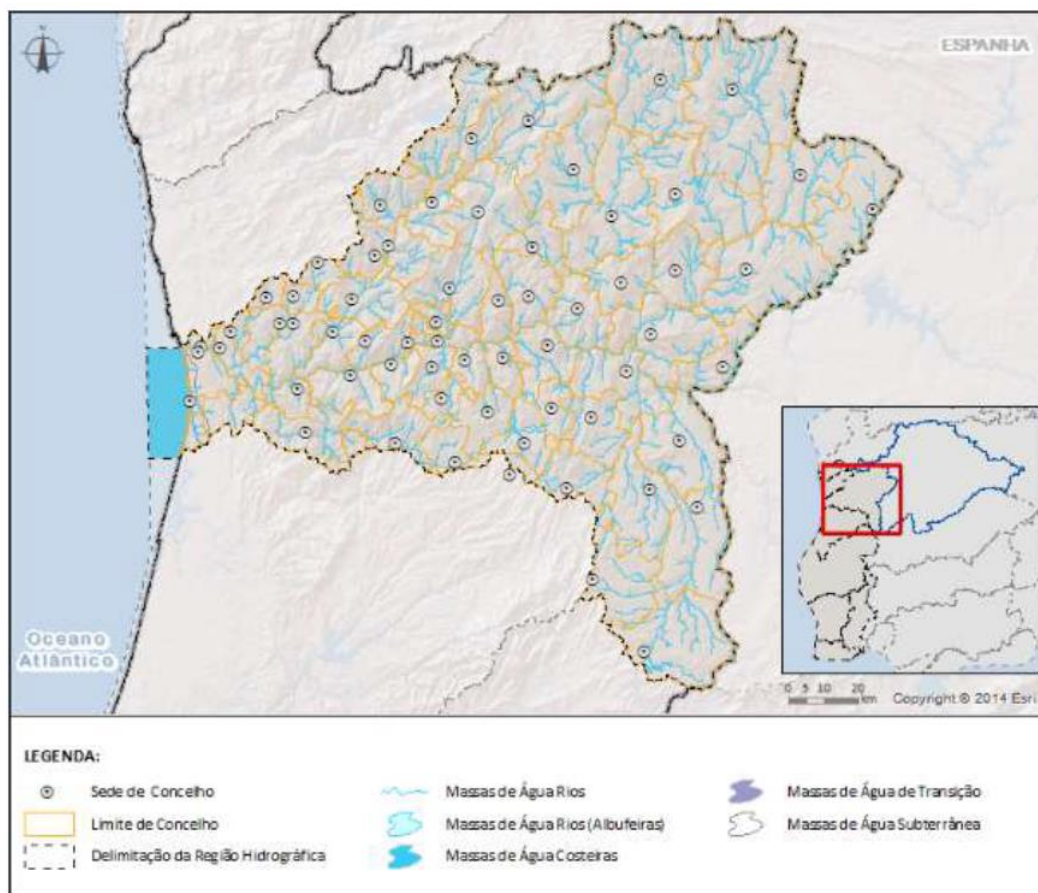 N
ESPANHA
Oceano
Atlântico
0 5 10 20
km
Copyright © 2014 Esri
LEGENDA:
Sede de Concelho
Limite de Concelho
Delimitação da Região Hidrográfica
Massas de Água Rios
Massas de Água Rios (Albufeiras)
Massas de Água Costeiras
Massas de Água de Transição
Massas de Água Subterrânea